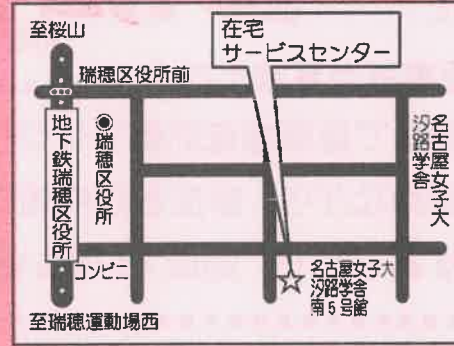 至桜山
在宅
サービスセンター
瑞穂区役所前
地下鉄瑞穂区役所
瑞穂区役所
名古屋女子大
汐路学舎
コンビニ
名古屋女子大
汐路学舎
南5号館
至瑞穂運動場西